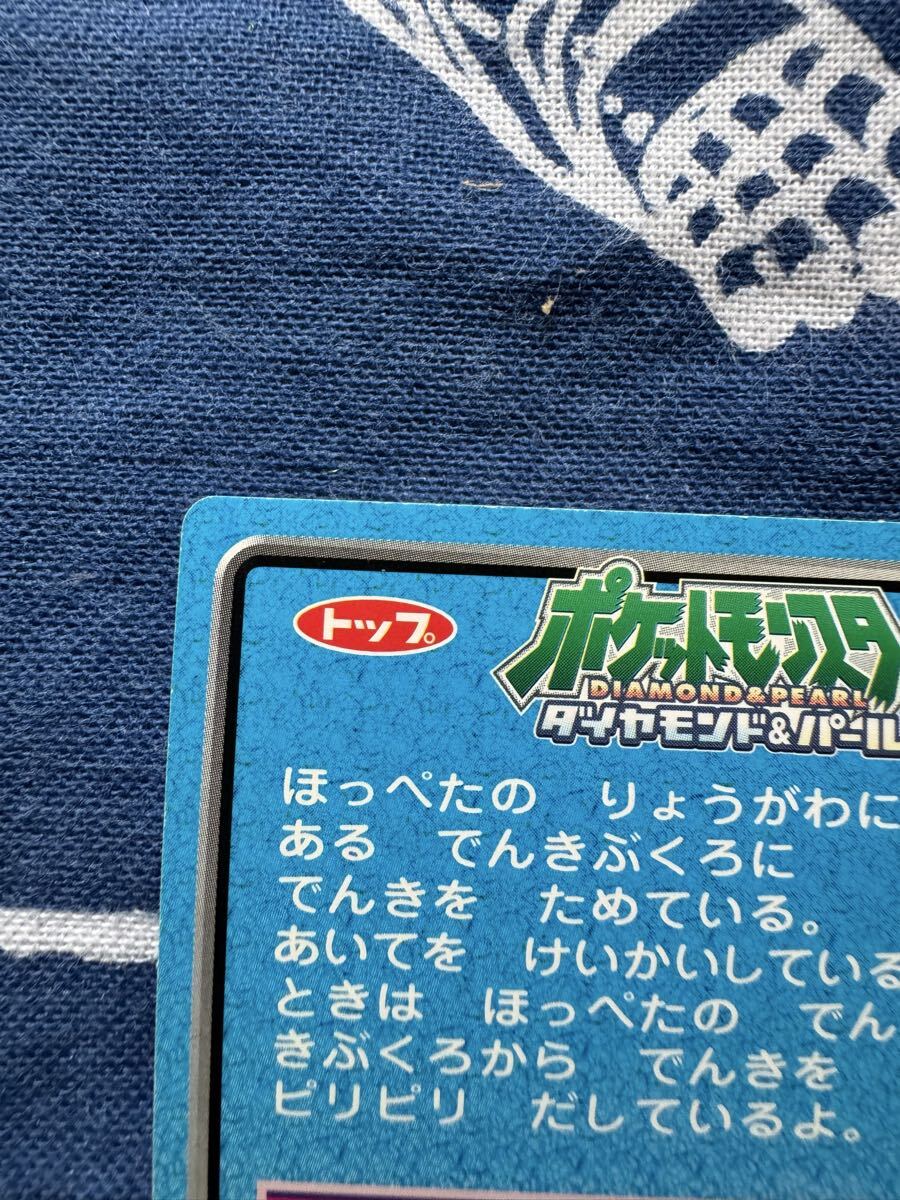 トップ
ポケットモンスタ
DIAMOND&PEARL
ダイヤモンド&パール
ほっぺたの りょうがわに
ある でんきぶくろに
でんきを ためている。
あいてを けいかいしている
ときは ほっぺたの でん
きぶくろから でんきを
ピリピリ だしているよ。